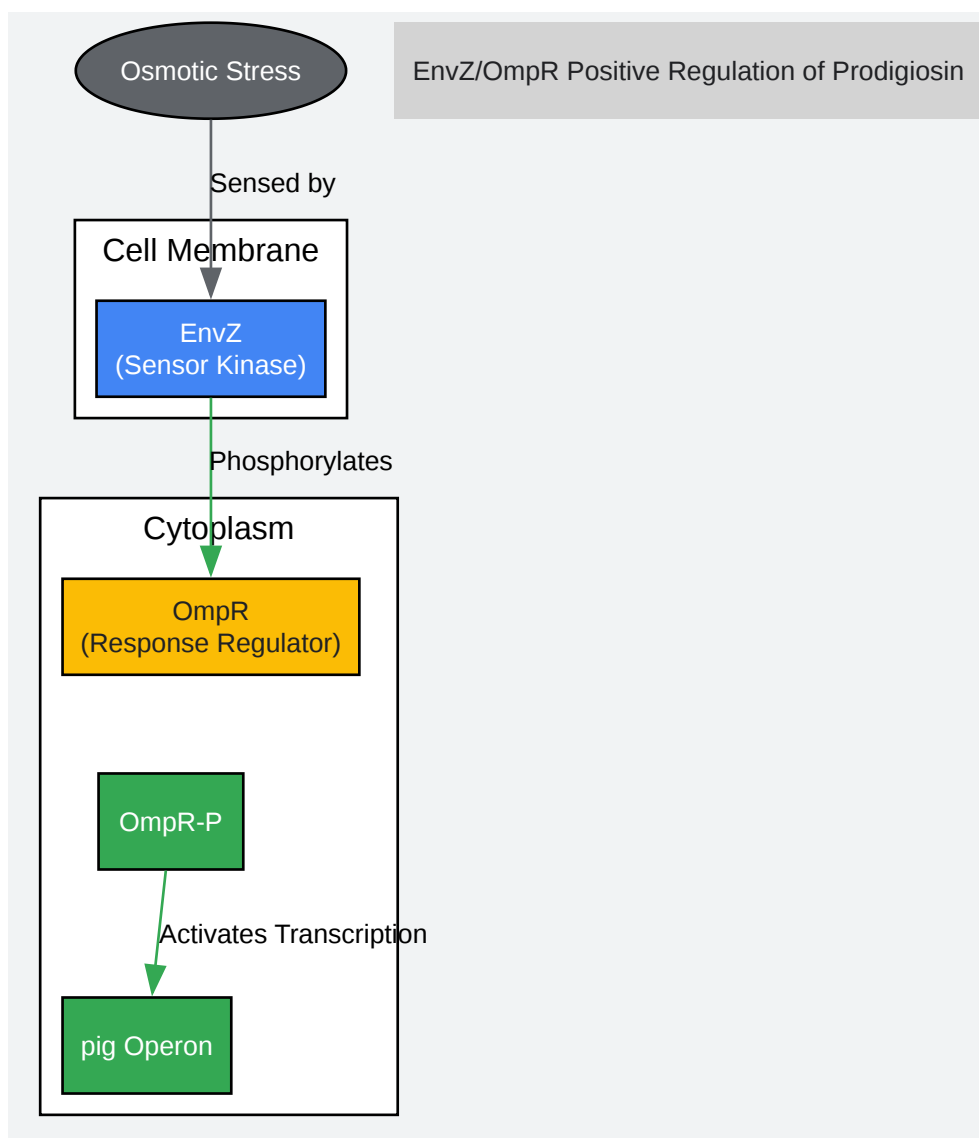 Osmotic Stress
EnvZ/OmpR Positive Regulation of Prodigiosin
Sensed by
Cell Membrane
EnvZ
(Sensor Kinase)
Phosphorylates
Cytoplasm
OmpR
(Response Regulator)
OmpR-P
Activates Transcription
pig Operon